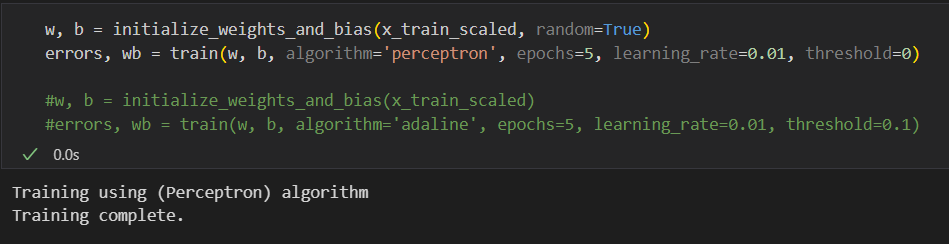 w, b = initialize_weights_and_bias(x_train_scaled, random=True)
errors, wb = train(w, b, algorithm='perceptron', epochs=5, learning_rate=0.01, threshold=0)
#w, b = initialize_weights_and_bias(x_train_scaled)
#errors, wb = train(w, b, algorithm='adaline', epochs=5, learning_rate=0.01, threshold=0.1)
0.0s
Training using (Perceptron) algorithm
Training complete.